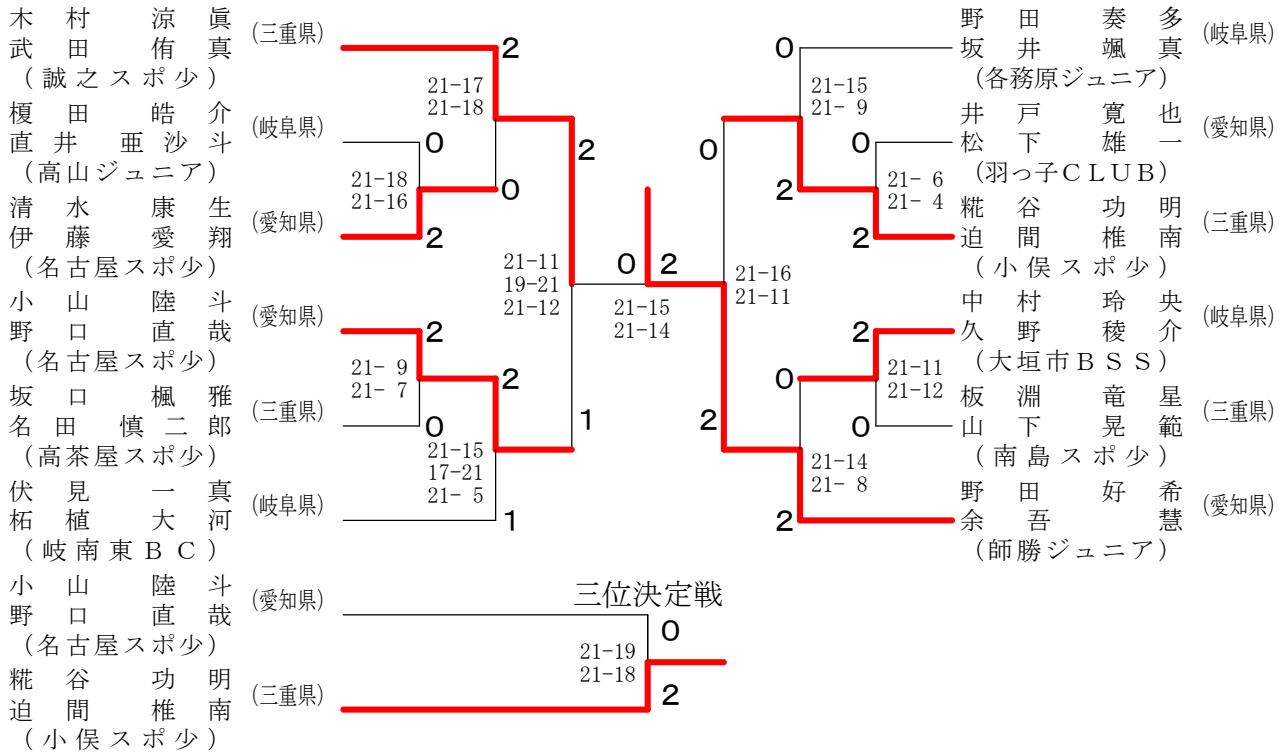 木村 涼眞
武田 侑真
(誠之スポ少)
(三重県)
榎田 皓介
直井 亜沙斗
(高山ジュニア)
(岐阜県)
清水 康生
伊藤 愛翔
(名古屋スポ少)
(愛知県)
小山 陸斗
野口 直哉
(名古屋スポ少)
(愛知県)
坂口 楓雅
名田 慎二郎
(高茶屋スポ少)
(三重県)
伏見 一真
柘植 大河
(岐南東BC)
(岐阜県)
2
21-17
21-18
0
0
21-18
21-16
2
2
2
21- 9
21- 7
0
2
21-15
17-21
21- 5
1
21-11
19-21
21-12
1
0 2
21-15
21-14
0
21-16
21-11
2
0
21-15
21- 9
2
0
21- 6
21- 4
2
2
21-11
21-12
0
0
21-14
21- 8
2
野田 奏多
坂井 颯真
(各務原ジュニア)
(岐阜県)
井戸 寛也
松下 雄一
(羽っ子CLUB)
(愛知県)
糀谷 功明
迫間 椎南
(小俣スポ少)
(三重県)
中村 玲央
久野 稜介
(大垣市BSS)
(岐阜県)
板淵 竜星
山下 晃範
(南島スポ少)
(三重県)
野田 好希
余吾 慧
(師勝ジュニア)
(愛知県)
三位決定戦
小山 陸斗
野口 直哉
(名古屋スポ少)
(愛知県)
糀谷 功明
迫間 椎南
(小俣スポ少)
(三重県)
0
21-19
21-18
2